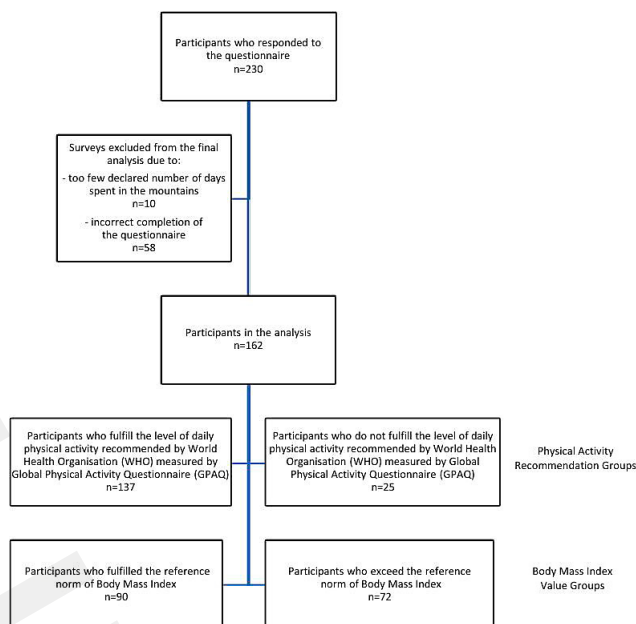 Participants who responded to
the questionnaire
n=230
Surveys excluded from the final
analysis due to:
- too few declared number of days
spent in the mountains
n=10
- incorrect completion of
the questionnaire
n=58
Participants in the analysis
n=162
Participants who fulfill the level of daily
physical activity recommended by World
Health Organisation (WHO) measured by
Global Physical Activity Questionnaire (GPAQ)
n=137
Participants who do not fulfill the level of daily
physical activity recommended by World Health
Organisation (WHO) measured by Global
Physical Activity Questionnaire (GPAQ)
n=25
Physical Activity
Recommendation Groups
Participants who fulfilled the reference
norm of Body Mass Index
n=90
Participants who exceed the reference
norm of Body Mass Index
n=72
Body Mass Index
Value Groups